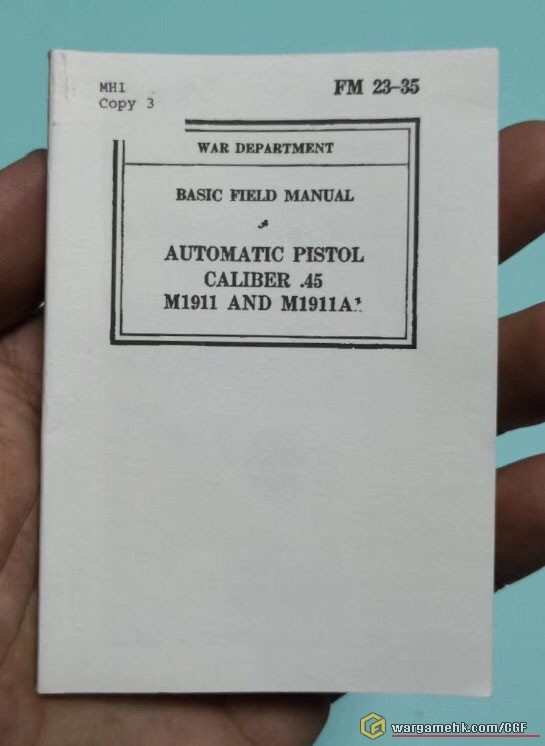 MHI
Copy 3
FM 23-35
WAR DEPARTMENT
BASIC FIELD MANUAL
AUTOMATIC PISTOL
CALIBER .45
M1911 AND M1911A1
wargamehk.com/CGF